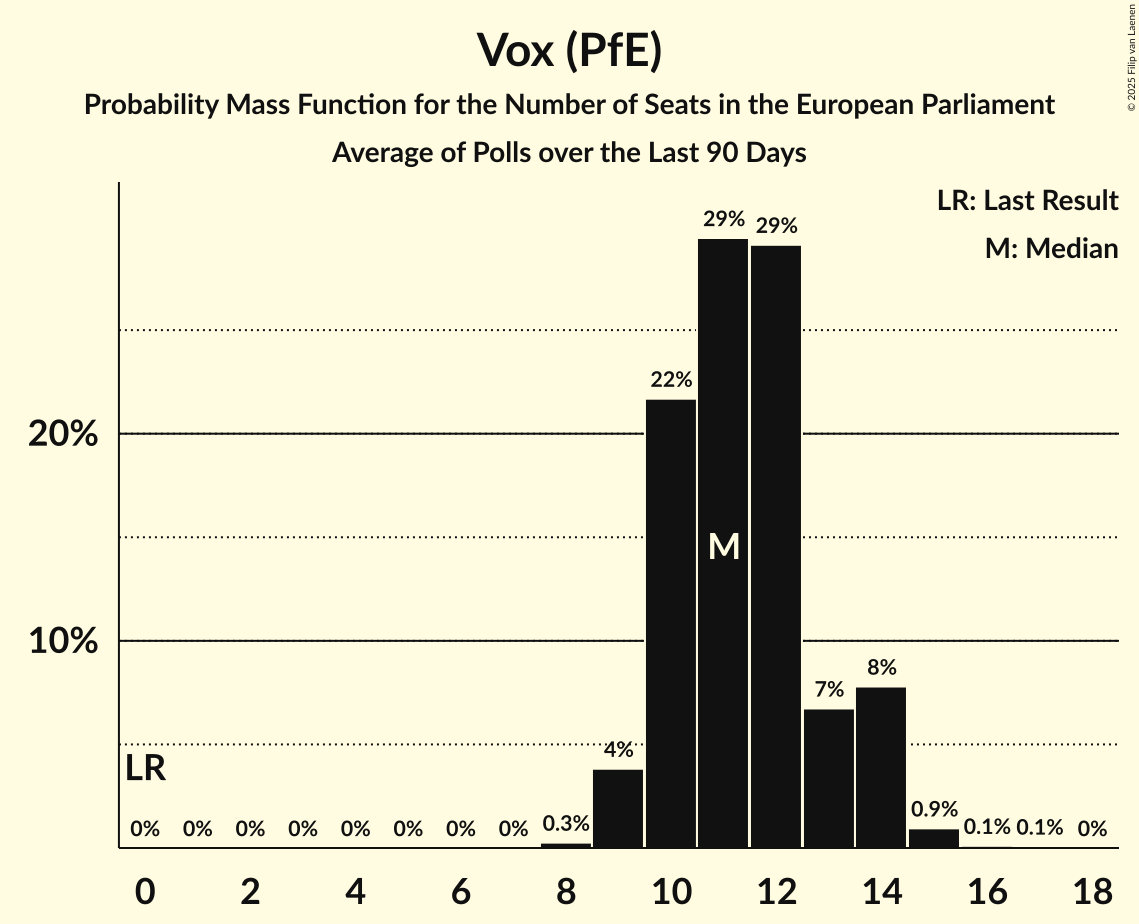 Vox (PfE)
Probability Mass Function for the Number of Seats in the European Parliament
Average of Polls over the Last 90 Days
© 2025 Filip van Laenen
LR: Last Result
M: Median
29%
29%
22%
20%
M
10%
8%
7%
4%
LR
0% 0% 0% 0% 0% 0% 0% 0% 0.3% 0.9% 0.1% 0.1% 0%
0 2 4 6 8 10 12 14 16 18